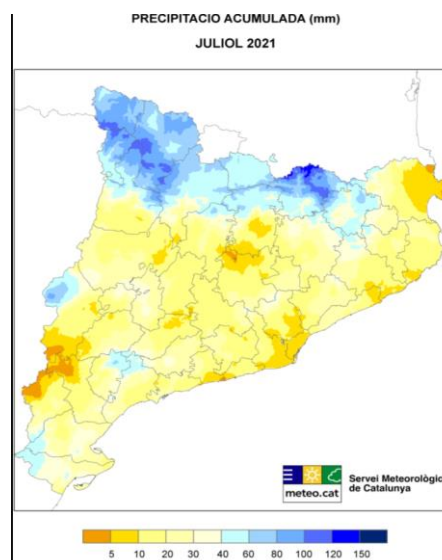 PRECIPITACIO ACUMULADA (mm)
JULIOL 2021
meteo.cat
Servei Meteorològic
de Catalunya
5 10 20 30 40 60 80 100 120 150